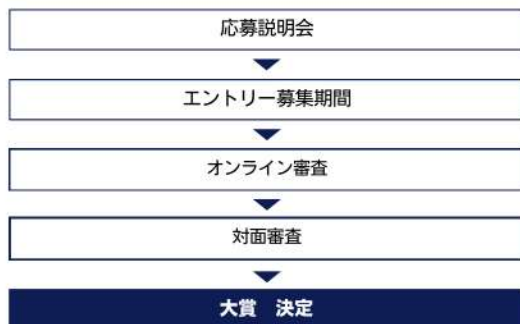 応募説明会
エントリー募集期間
オンライン審査
対面審査
大賞　決定